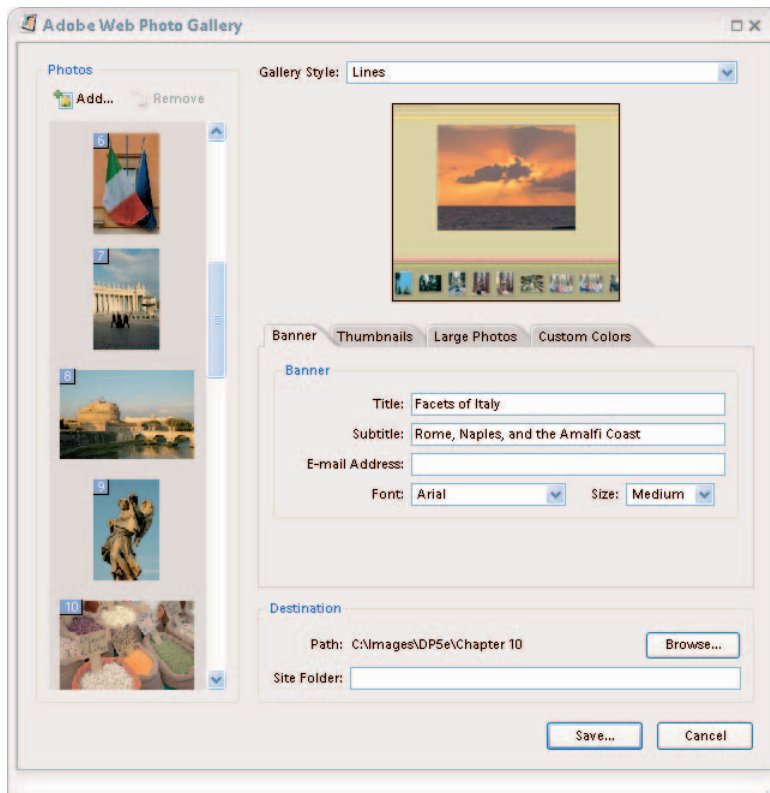 Adobe Web Photo Gallery
Photos
Add... Remove
6
7
8
9
10
Gallery Style: Lines
Banner Thumbnails Large Photos Custom Colors
Banner
Title: Facets of Italy
Subtitle: Rome, Naples, and the Amalfi Coast
E-mail Address:
Font: Arial Size: Medium
Destination
Path: C:\Images\DP5e\Chapter 10 Browse...
Site Folder:
Save... Cancel